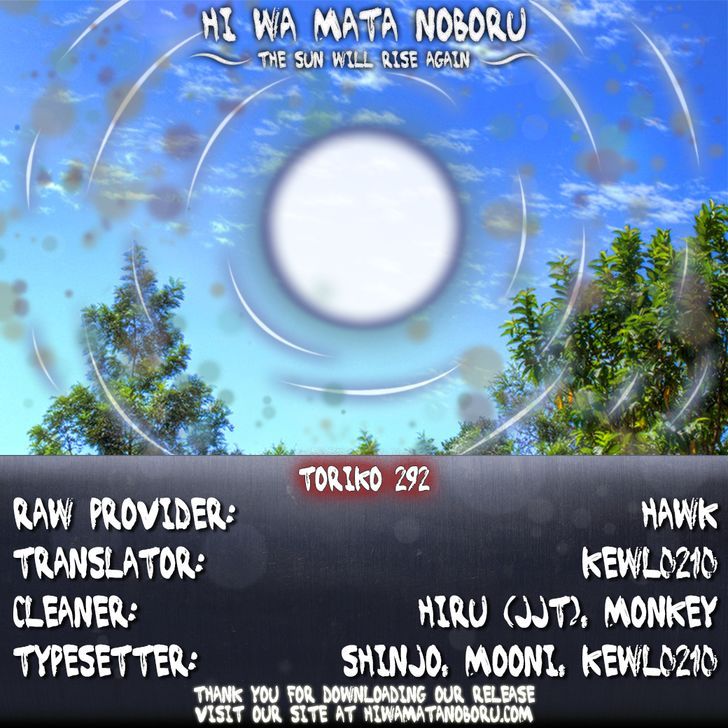 HI WA MATA NOBORU
THE SUN WILL RISE AGAIN
TORIKO 292
RAW PROVIDER: HAWK
TRANSLATOR: KEWL0210
CLEANER: HIRU (JJT), MONKEY
TYPESETTER: SHINJO, MOONI, KEWL0210
THANK YOU FOR DOWNLOADING OUR RELEASE
VISIT OUR SITE AT HIWAMATANOBORU.COM